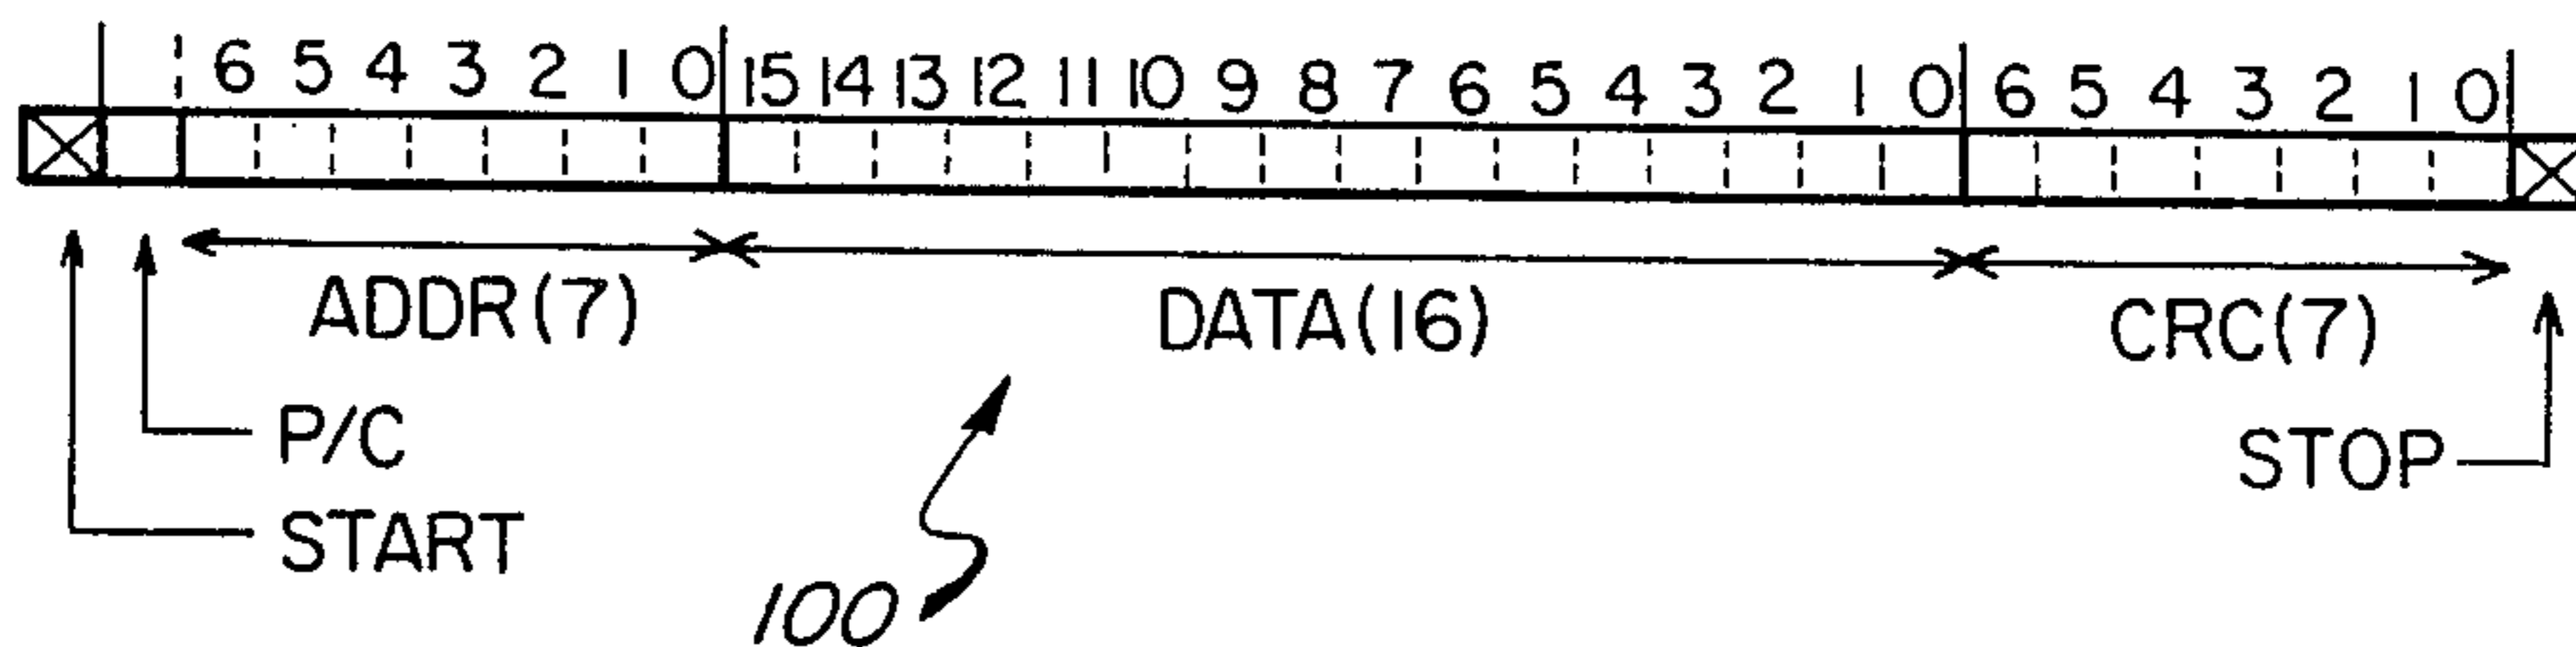 6 5 4 3 2 1 0 15 14 13 12 11 10 9 8 7 6 5 4 3 2 1 0 6 5 4 3 2 1 0
ADDR(7) DATA(16) CRC(7)
P/C STOP
START
100